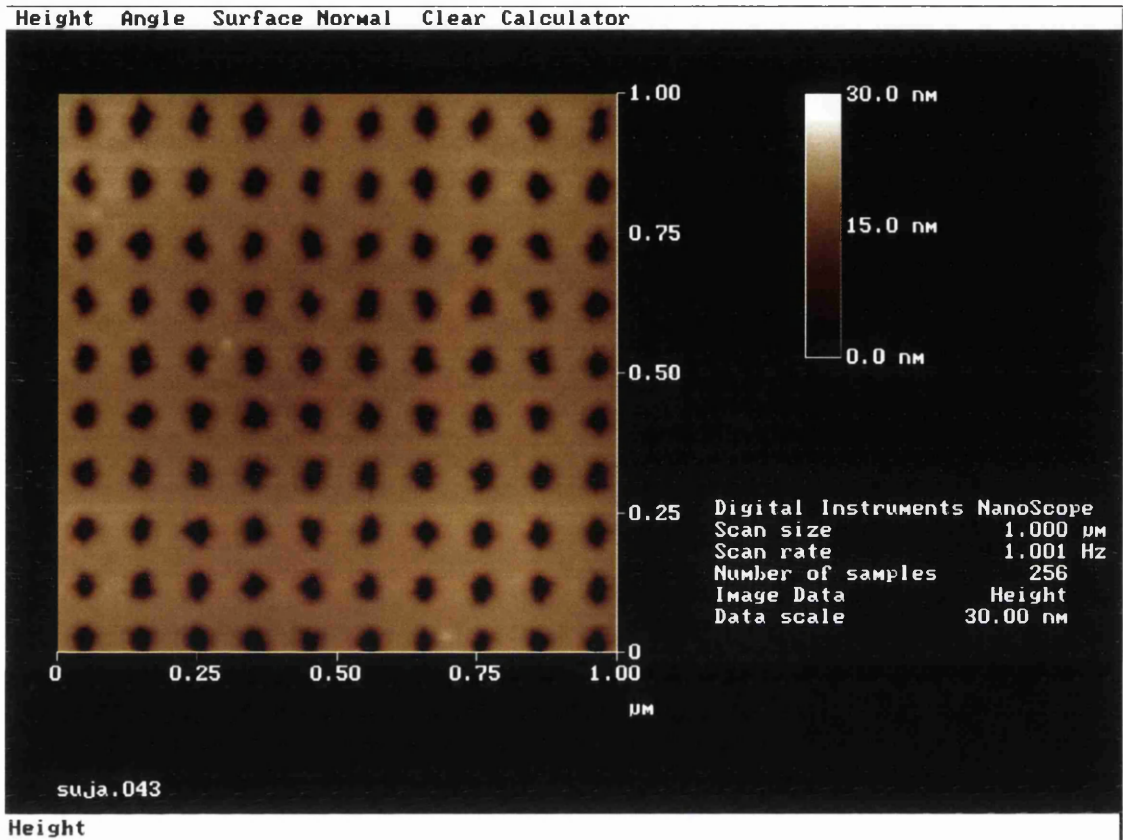 Height Angle Surface Normal Clear Calculator
1.00
0.75
0.50
0.25
0
0 0.25 0.50 0.75 1.00
μm
30.0 nm
15.0 nm
0.0 nm
Digital Instruments NanoScope
Scan size 1.000 μm
Scan rate 1.001 Hz
Number of samples 256
Image Data Height
Data scale 30.00 nm
suja.043
Height